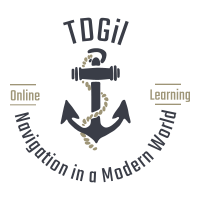 TDGil
Online
Learning
Navigation in a Modern World